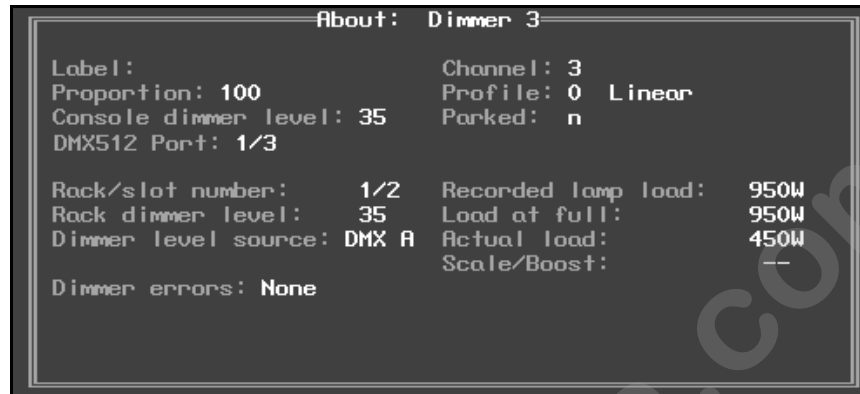 About: Dimmer 3
Label: Channel: 3
Proportion: 100 Profile: 0 Linear
Console dimmer level: 35 Parked: n
DMX512 Port: 1/3
Rack/slot number: 1/2 Recorded lamp load: 950W
Rack dimmer level: 35 Load at full: 950W
Dimmer level source: DMX A Actual load: 450W
Scale/Boost: --
Dimmer errors: None
.com